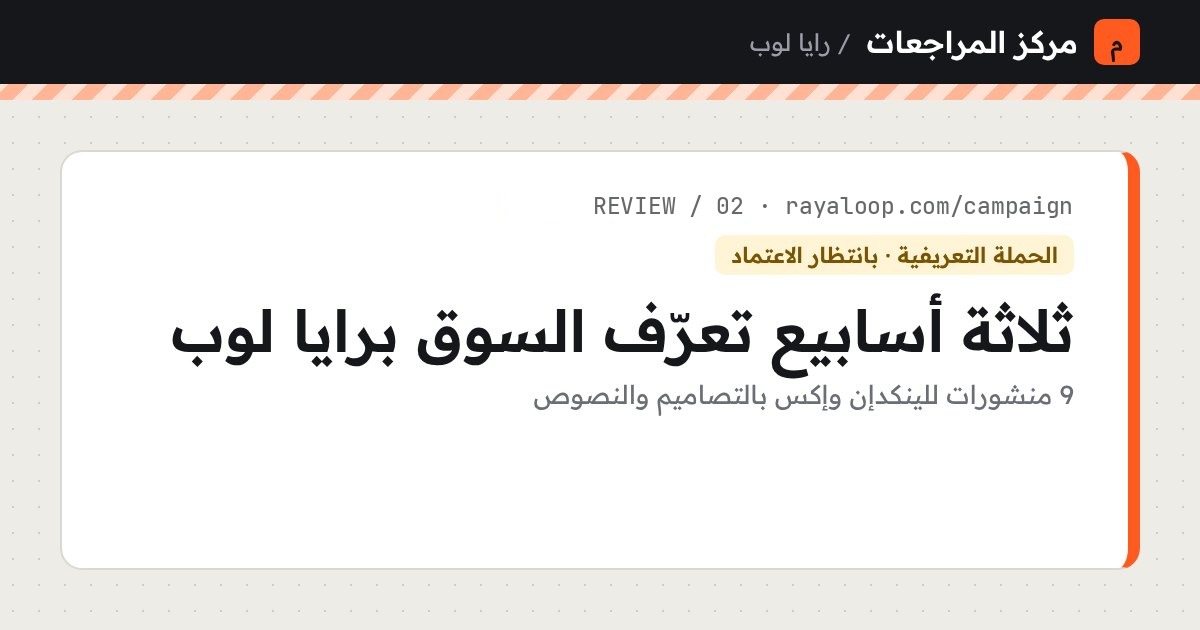 م مركز المراجعات / رايا لوب
REVIEW / 02 · rayaloop.com/campaign
الحملة التعريفية · بانتظار الاعتماد
ثلاثة أسابيع تعرّف السوق برايا لوب
9 منشورات للينكدإن وإكس بالتصاميم والنصوص